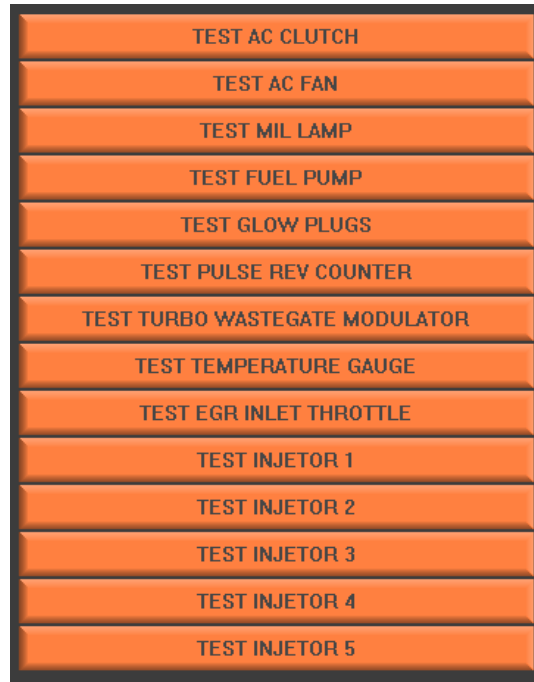 TEST AC CLUTCH
TEST AC FAN
TEST MIL LAMP
TEST FUEL PUMP
TEST GLOW PLUGS
TEST PULSE REV COUNTER
TEST TURBO WASTEGATE MODULATOR
TEST TEMPERATURE GAUGE
TEST EGR INLET THROTTLE
TEST INJETOR 1
TEST INJETOR 2
TEST INJETOR 3
TEST INJETOR 4
TEST INJETOR 5